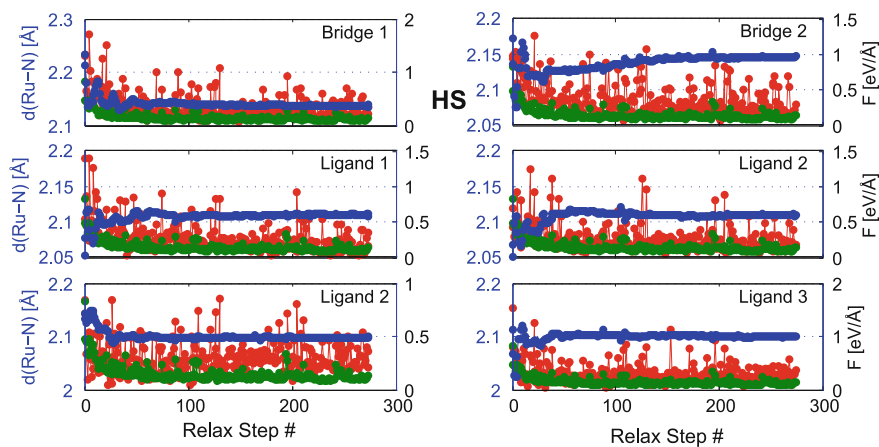 2.3
2.2
2.1
d(Ru−N) [Å]
Bridge 1
2
1
0
HS
2.2
2.15
2.1
2.05
Bridge 2
1.5
1
0.5
0
F [eV/Å]
2.2
2.15
2.1
2.05
d(Ru−N) [Å]
Ligand 1
1.5
1
0.5
0
2.2
2.15
2.1
2.05
Ligand 2
1.5
1
0.5
0
F [eV/Å]
2.2
2.1
2
d(Ru−N) [Å]
Ligand 2
1
0.5
0
0 100 200 300
Relax Step #
2.2
2.1
2
Ligand 3
2
1
0
F [eV/Å]
0 100 200 300
Relax Step #